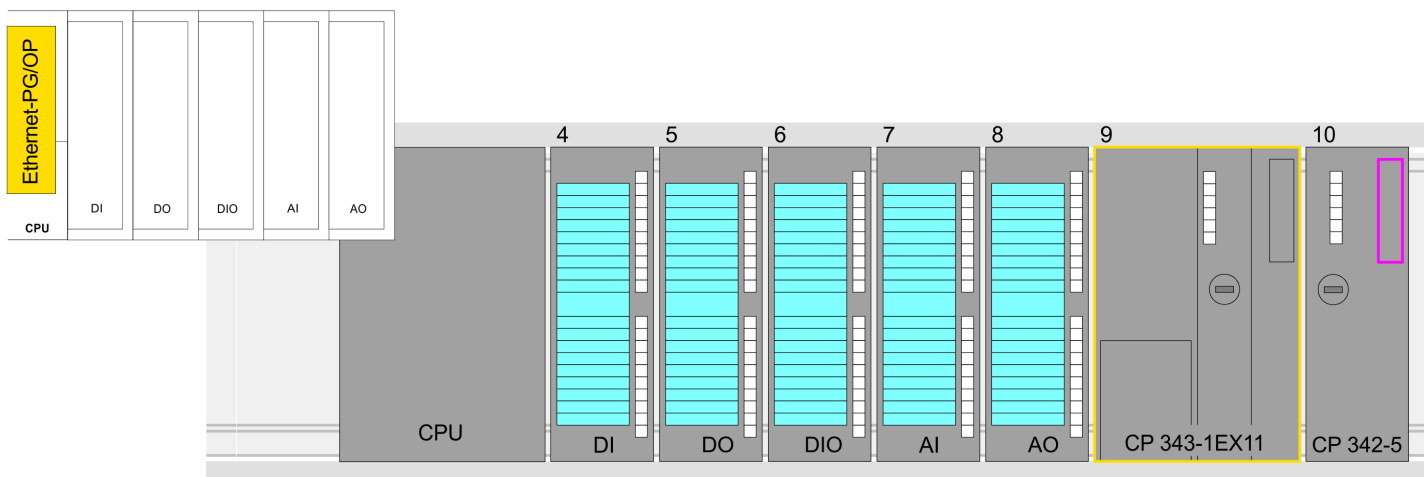 Ethernet-PG/OP
CPU
DI
DO
DIO
AI
AO
4
5
6
7
8
9
10
CPU
DI
DO
DIO
AI
AO
CP 343-1EX11
CP 342-5